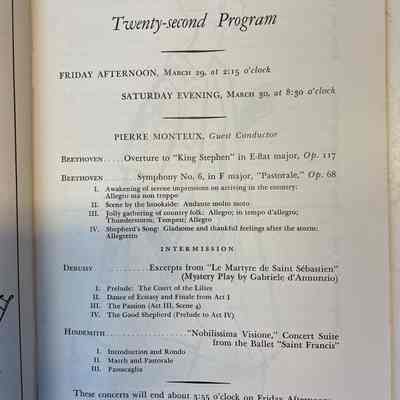 Twenty-second Program
FRIDAY AFTERNOON, MARCH 29, at 2:15 o'clock
SATURDAY EVENING, MARCH 30, at 8:30 o'clock
PIERRE MONTEUX, Guest Conductor
BEETHOVEN.....Overture to "King Stephen" in E-flat major, Op. 117
BEETHOVEN..........Symphony No. 6, in F major, "Pastorale," Op. 68
I. Awakening of serene impressions on arriving in the country:
Allegro ma non troppo
II. Scene by the brookside: Andante molto moto
III. Jolly gathering of country folk: Allegro; in tempo d'allegro;
Thunderstorm; Tempest; Allegro
IV. Shepherd's Song: Gladsome and thankful feelings after the storm:
Allegretto
INTERMISSION
DEBUSSY..............Excerpts from "Le Martyre de Saint Sébastien"
(Mystery Play by Gabriele d'Annunzio)
I. Prelude: The Court of the Lilies
II. Dance of Ecstasy and Finale from Act I
III. The Passion (Act III, Scene 4)
IV. The Good Shepherd (Prelude to Act IV)
HINDEMITH........................"Nobilissima Visione," Concert Suite
from the Ballet "Saint Francis"
I. Introduction and Rondo
II. March and Pastorale
III. Passacaglia
These concerts will end about 3:55 o'clock on Friday Afternoon